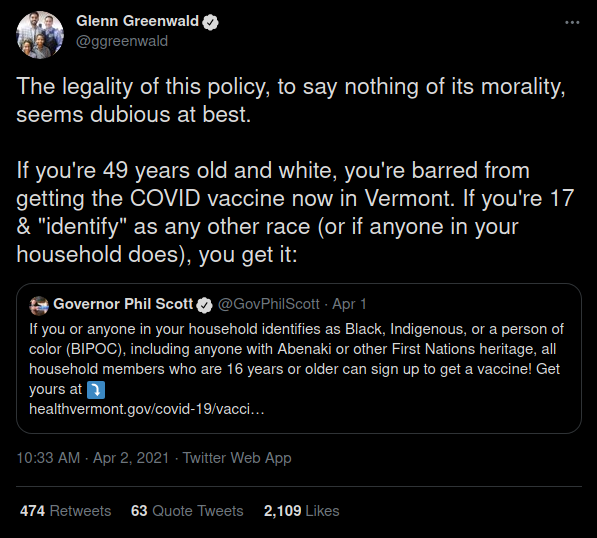 Glenn Greenwald
@ggreenwald
The legality of this policy, to say nothing of its morality,
seems dubious at best.
If you're 49 years old and white, you're barred from
getting the COVID vaccine now in Vermont. If you're 17
& "identify" as any other race (or if anyone in your
household does), you get it:
Governor Phil Scott @GovPhilScott · Apr 1
If you or anyone in your household identifies as Black, Indigenous, or a person of
color (BIPOC), including anyone with Abenaki or other First Nations heritage, all
household members who are 16 years or older can sign up to get a vaccine! Get
yours at ⤵️
healthvermont.gov/covid-19/vacci…
10:33 AM · Apr 2, 2021 · Twitter Web App
474 Retweets 63 Quote Tweets 2,109 Likes